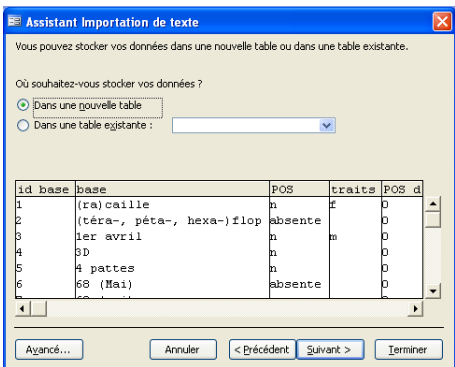 Assistant Importation de texte
Vous pouvez stocker vos données dans une nouvelle table ou dans une table existante.
Où souhaitez-vous stocker vos données ?
Dans une nouvelle table
Dans une table existante :
id base base POS traits POS d
1 (ra)caille n f 0
2 (téra-, péta-, hexa-)flop absente 0
3 1er avril n m 0
4 3D n 0
5 4 pattes n 0
6 68 (Mai) absente 0
Avancé... Annuler < Précédent Suivant > Terminer